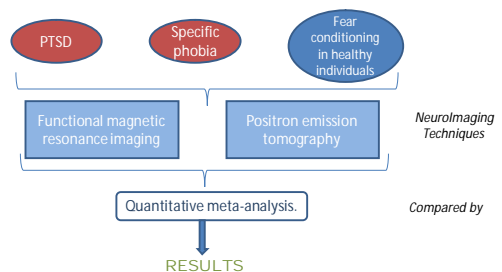 PTSD
Specific
phobia
Fear
conditioning
in healthy
individuals
Functional magnetic
resonance imaging
Positron emission
tomography
NeuroImaging
Techniques
Quantitative meta-analysis.
Compared by
RESULTS